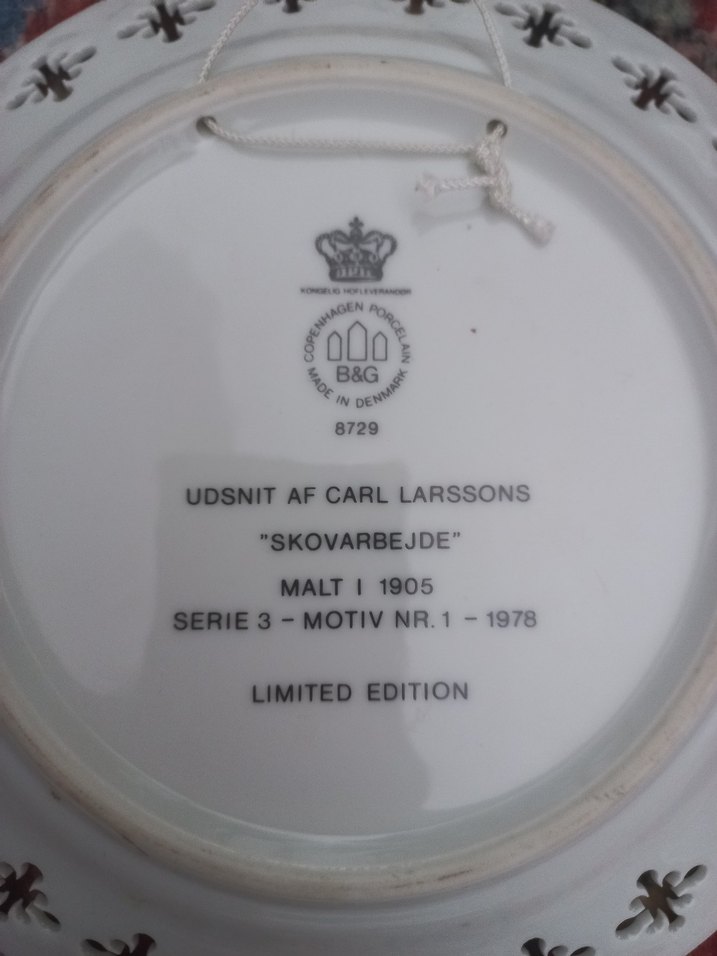 KONGELIG HOFLEVERANDØR
COPENHAGEN PORCELAIN
B&G
MADE IN DENMARK
8729
UDSNIT AF CARL LARSSONS
"SKOVARBEJDE"
MALT I 1905
SERIE 3 – MOTIV NR. 1 – 1978
LIMITED EDITION